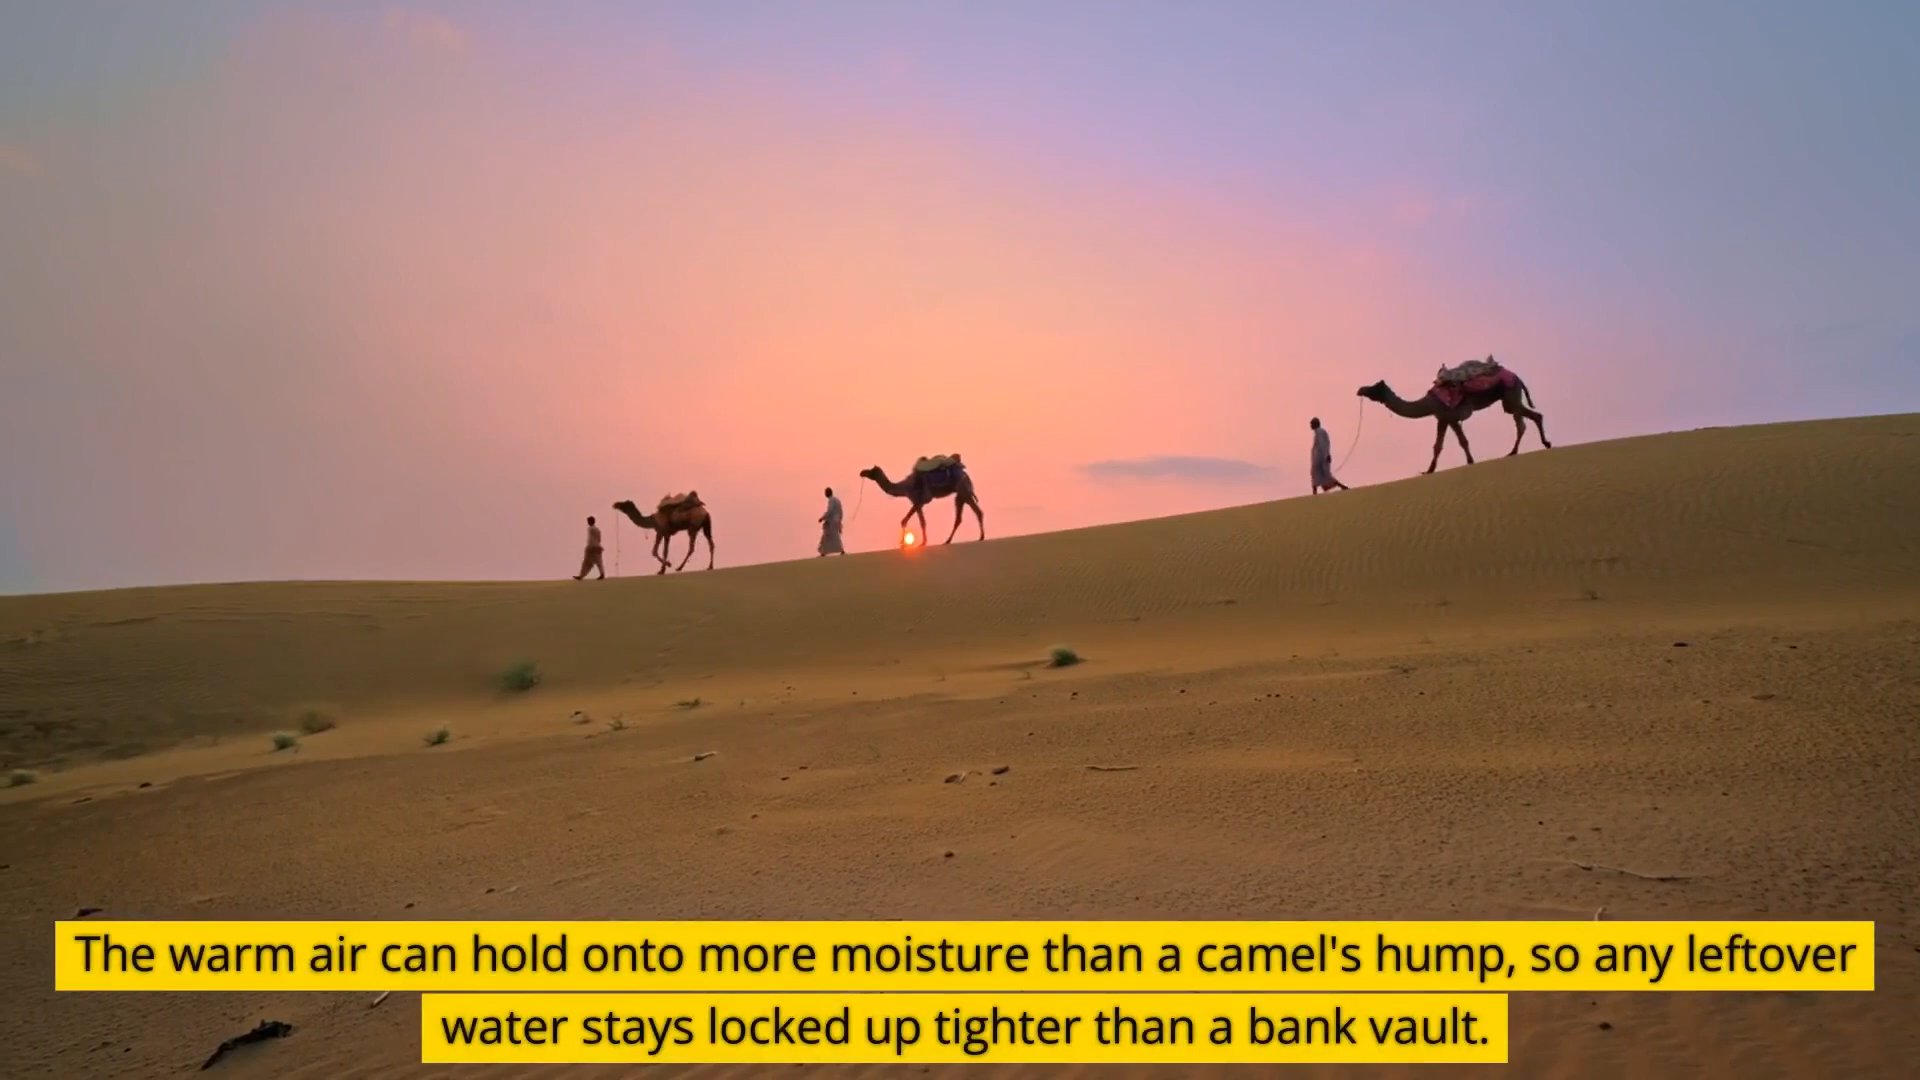 The warm air can hold onto more moisture than a camel's hump, so any leftover
water stays locked up tighter than a bank vault.